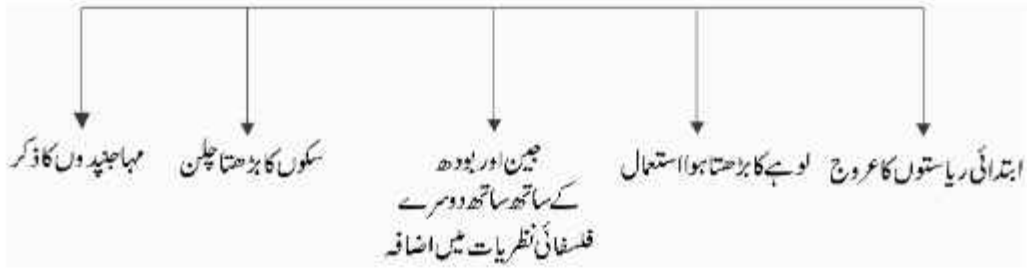 ابتدائی ریاستوں کا عروج
لوہے کا بڑھتا ہوا استعمال
جین اور بودھ
کے ساتھ ساتھ دوسرے
فلسفائی نظریات میں اضافہ
سکوں کا بڑھتا چلن
مہاجنپدوں کا ذکر